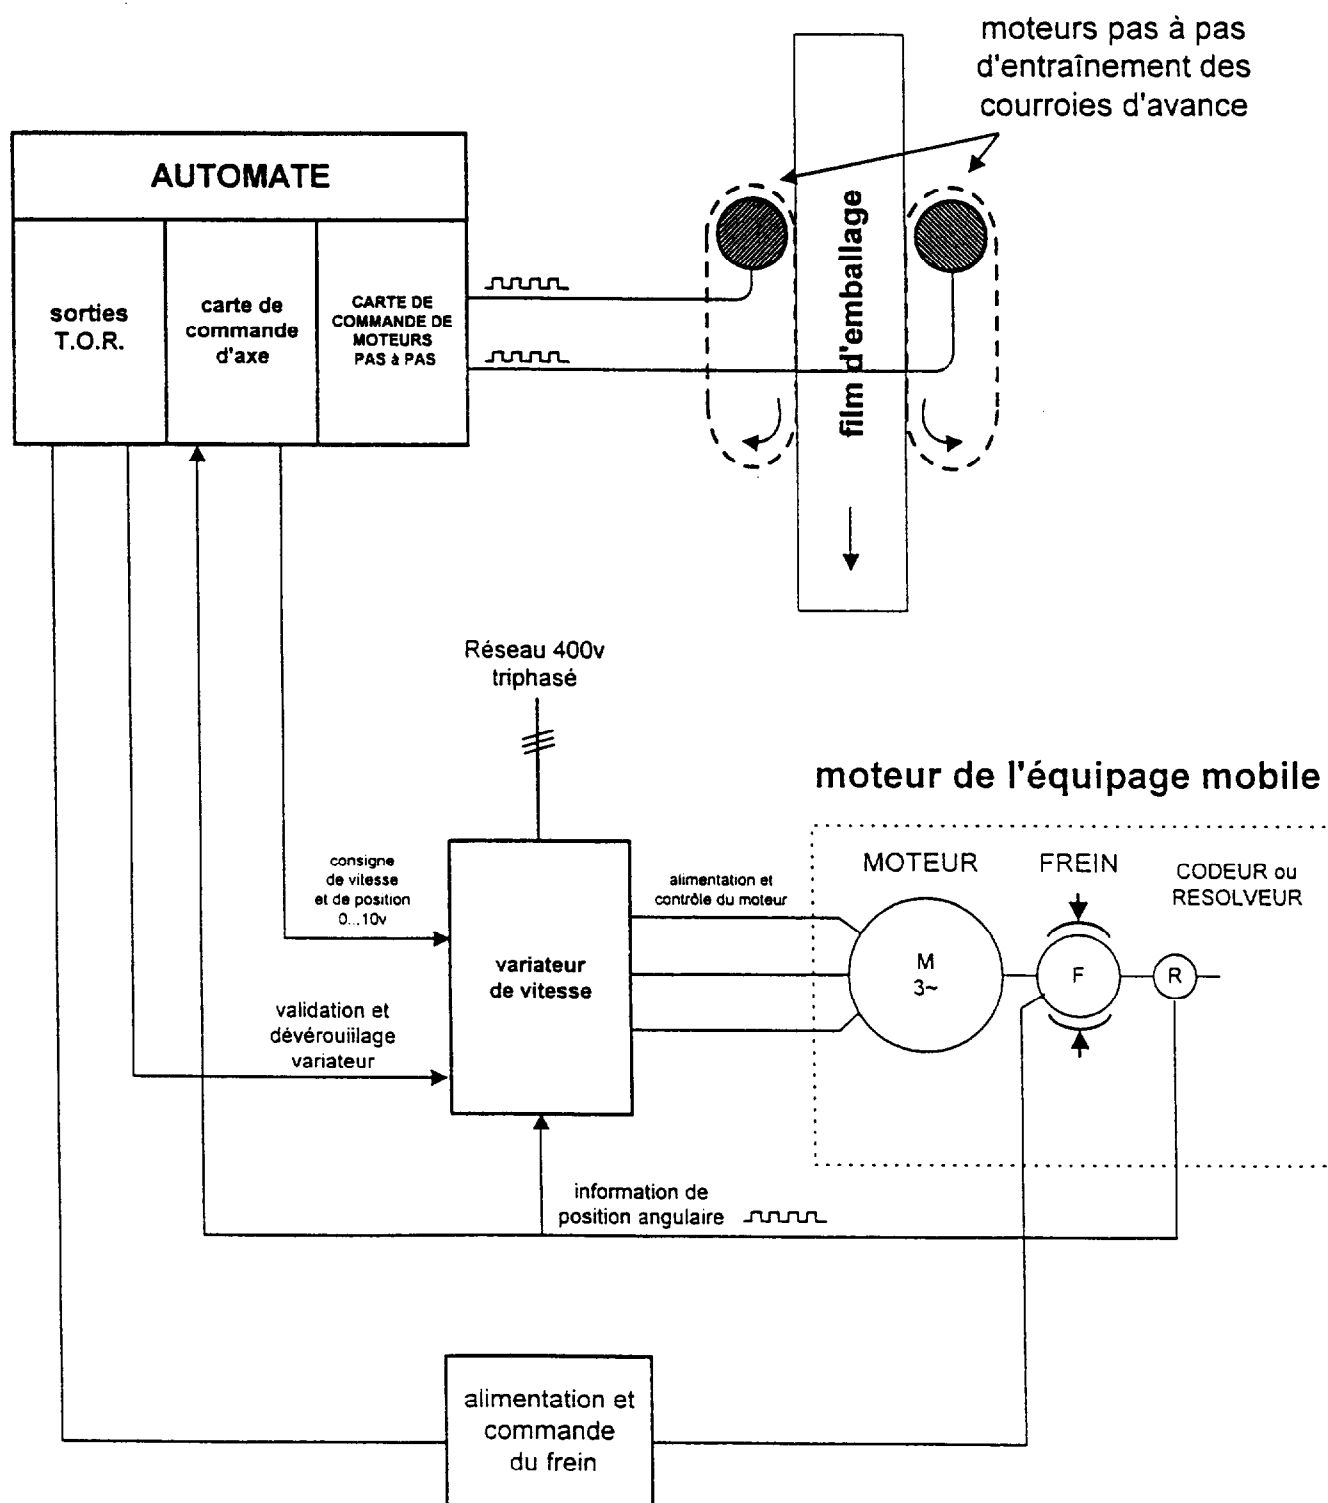 moteurs pas à pas
d'entraînement des
courroies d'avance
AUTOMATE
sorties
T.O.R.
carte de
commande
d'axe
CARTE DE
COMMANDE DE
MOTEURS
PAS à PAS
film d'emballage
Réseau 400v
triphasé
moteur de l'équipage mobile
consigne
de vitesse
et de position
0...10v
variateur
de vitesse
alimentation et
contrôle du moteur
MOTEUR
FREIN
CODEUR ou
RESOLVEUR
M
3~
F
R
validation et
dévérouiilage
variateur
information de
position angulaire
alimentation et
commande
du frein